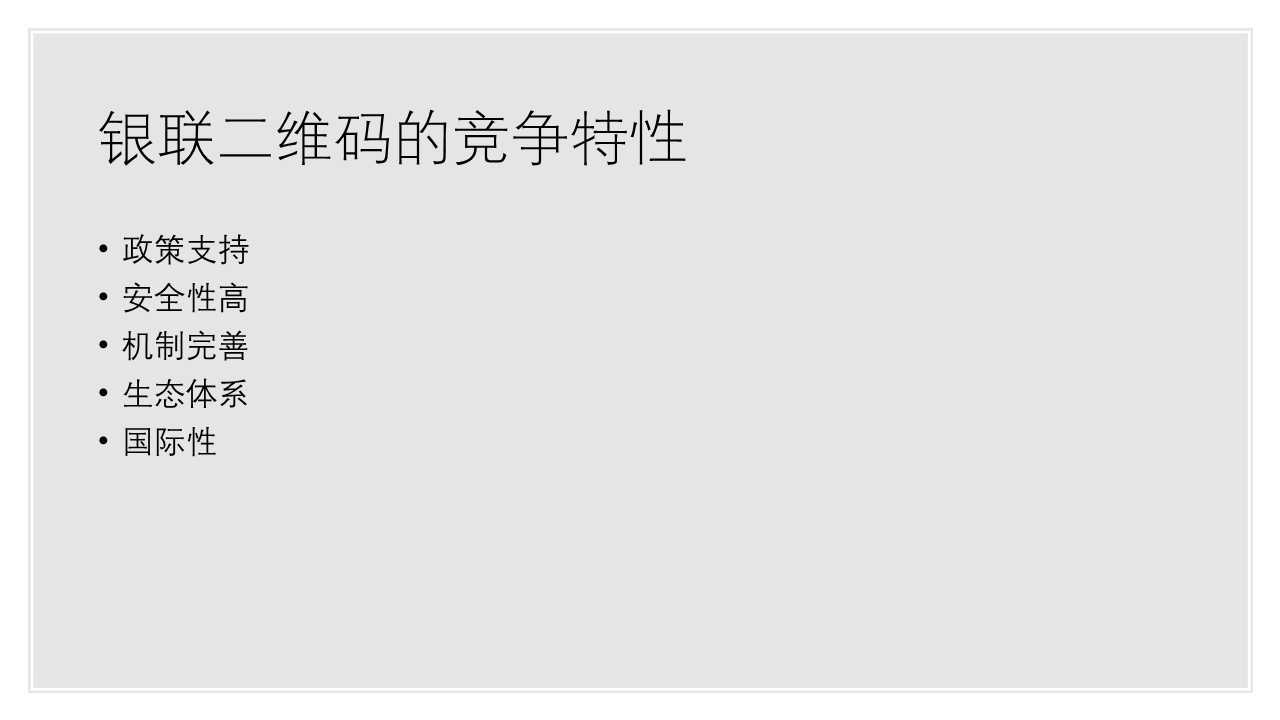 银联二维码的竞争特性
• 政策支持
• 安全性高
• 机制完善
• 生态体系
• 国际性